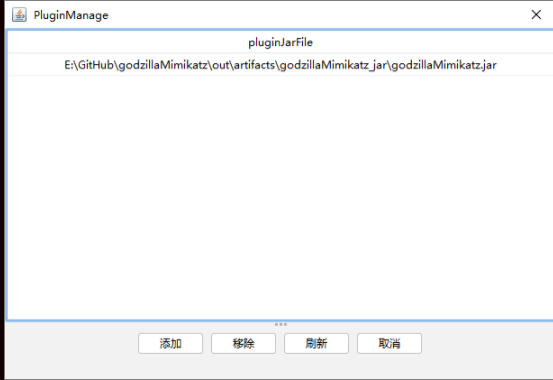 PluginManage
pluginJarFile
E:\GitHub\godzillaMimikatz\out\artifacts\godzillaMimikatz_jar\godzillaMimikatz.jar
添加 移除 刷新 取消